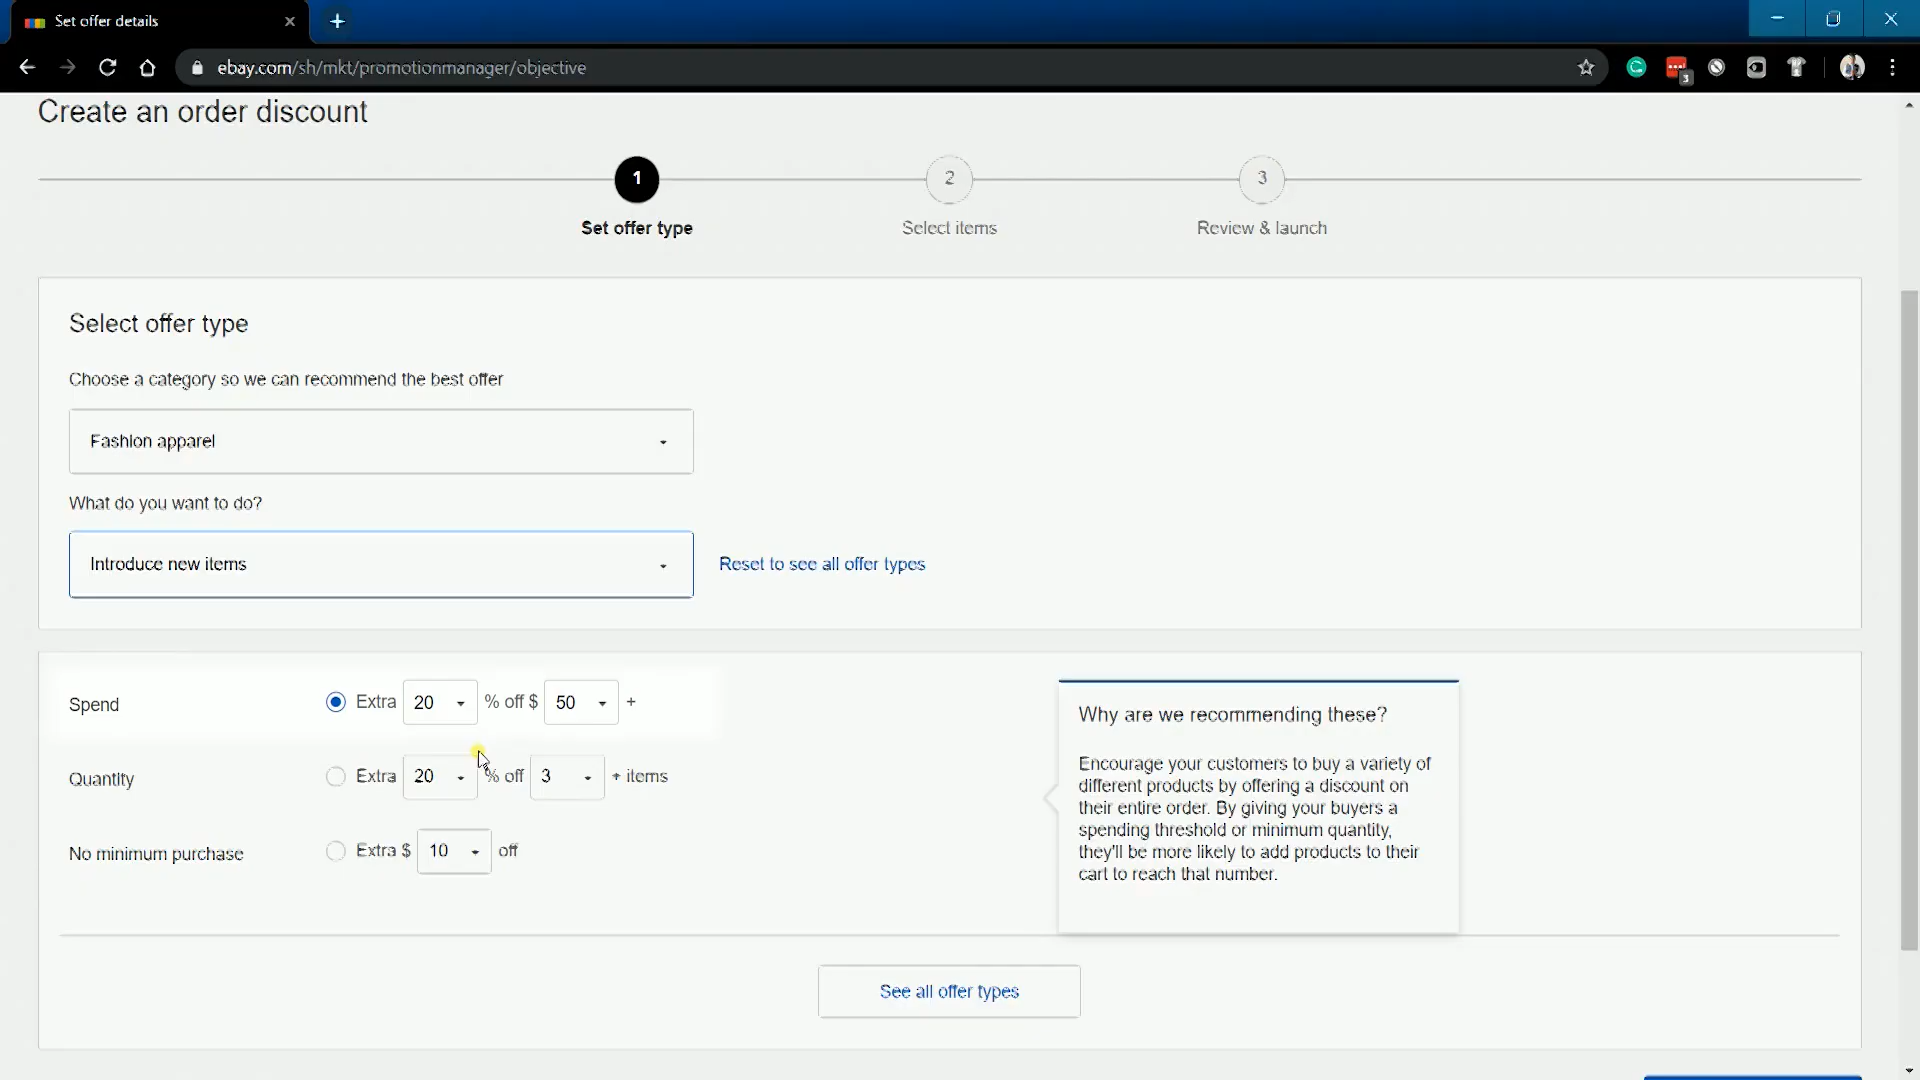 Set offer details
ebay.com/sh/mkt/promotionmanager/objective
3
Create an order discount
1 2 3
Set offer type Select items Review & launch
Select offer type
Choose a category so we can recommend the best offer
Fashion apparel
What do you want to do?
Introduce new items Reset to see all offer types
Spend Extra 20 % off $ 50 +
Quantity Extra 20 % off 3 + items
No minimum purchase Extra $ 10 off
Why are we recommending these?
Encourage your customers to buy a variety of
different products by offering a discount on
their entire order. By giving your buyers a
spending threshold or minimum quantity,
they'll be more likely to add products to their
cart to reach that number.
See all offer types